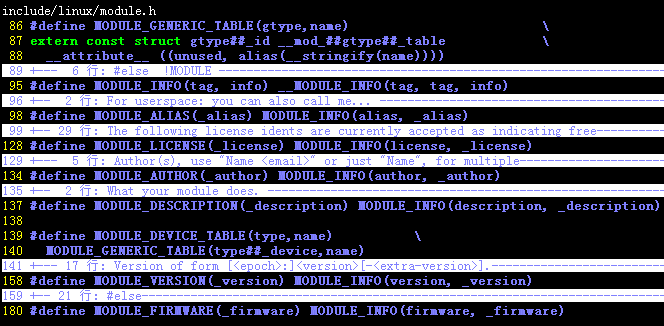 include/linux/module.h
86 #define MODULE_GENERIC_TABLE(gtype,name) \
87 extern const struct gtype##_id __mod_##gtype##_table \
88 __attribute__ ((unused, alias(__stringify(name))))
89 +--- 6 行: #else !MODULE
95 #define MODULE_INFO(tag, info) __MODULE_INFO(tag, tag, info)
96 +-- 2 行: For userspace: you can also call me...
98 #define MODULE_ALIAS(_alias) MODULE_INFO(alias, _alias)
99 +-- 29 行: The following license idents are currently accepted as indicating free
128 #define MODULE_LICENSE(_license) MODULE_INFO(license, _license)
129 +--- 5 行: Author(s), use "Name <email>" or just "Name", for multiple
134 #define MODULE_AUTHOR(_author) MODULE_INFO(author, _author)
135 +-- 2 行: What your module does.
137 #define MODULE_DESCRIPTION(_description) MODULE_INFO(description, _description)
138
139 #define MODULE_DEVICE_TABLE(type,name) \
140 MODULE_GENERIC_TABLE(type##_device,name)
141 +--- 17 行: Version of form [<epoch>:]<version>[-<extra-version>].
158 #define MODULE_VERSION(_version) MODULE_INFO(version, _version)
159 +-- 21 行: #else
180 #define MODULE_FIRMWARE(_firmware) MODULE_INFO(firmware, _firmware)